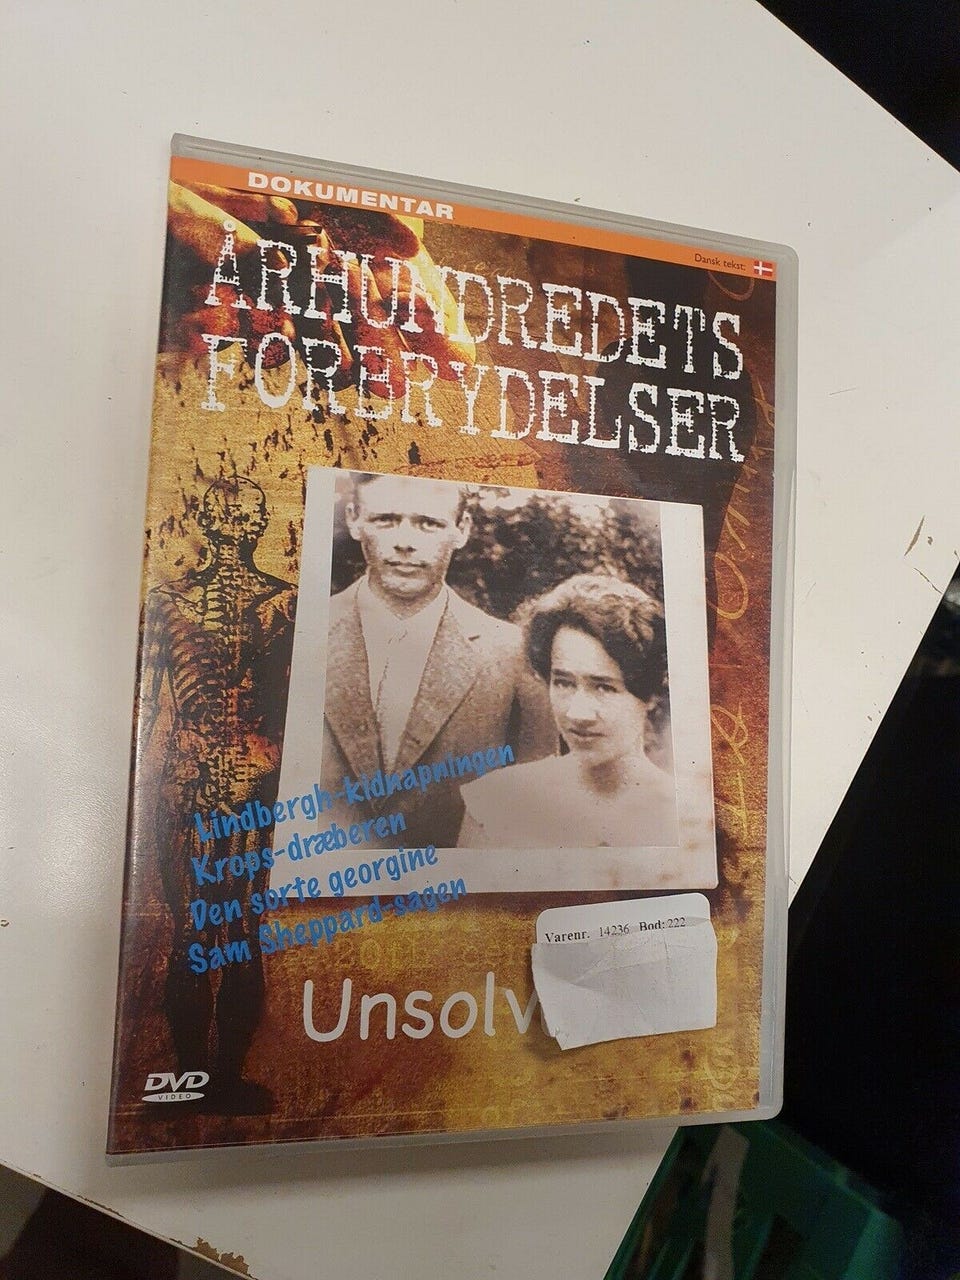 DOKUMENTAR
Dansk tekst:
ÅRHUNDREDETS
FORBRYDELSER
Lindbergh-kidnapningen
Krops-dræberen
Den sorte georgine
Sam Sheppard-sagen
Varenr. 14236 Bod: 222
DVD
VIDEO